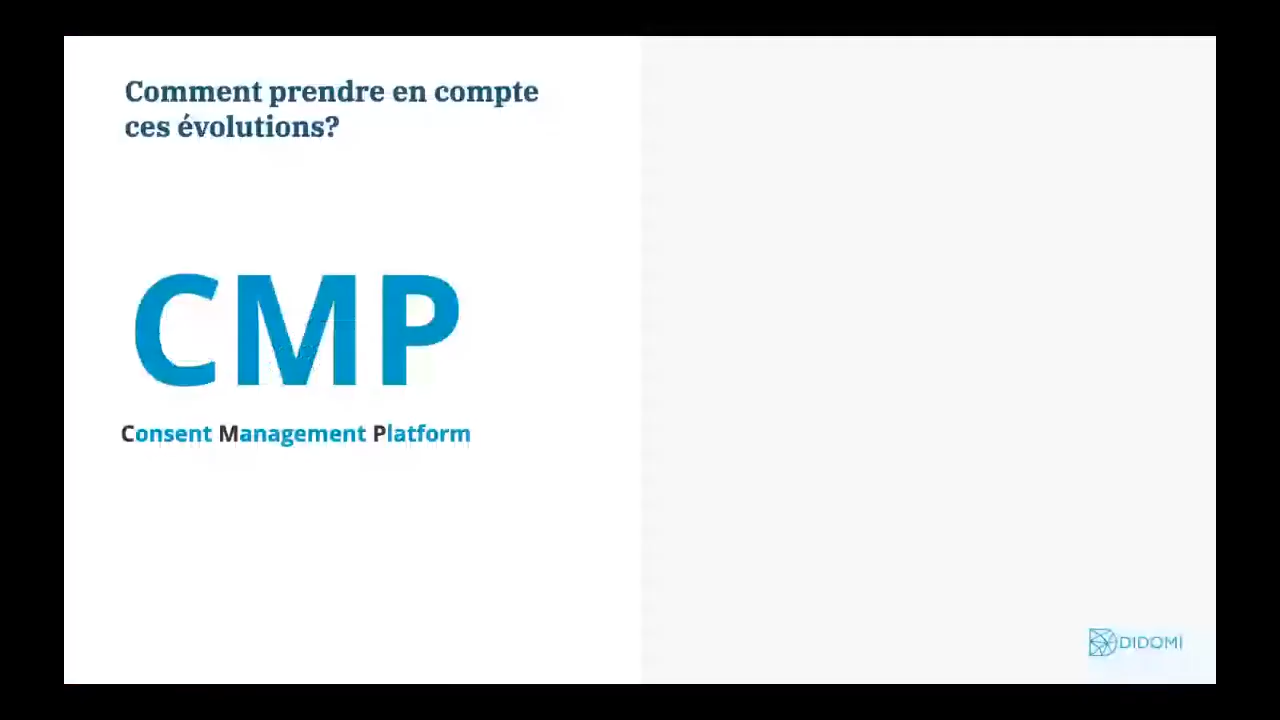 Comment prendre en compte
ces évolutions?
CMP
Consent Management Platform
DIDOMI